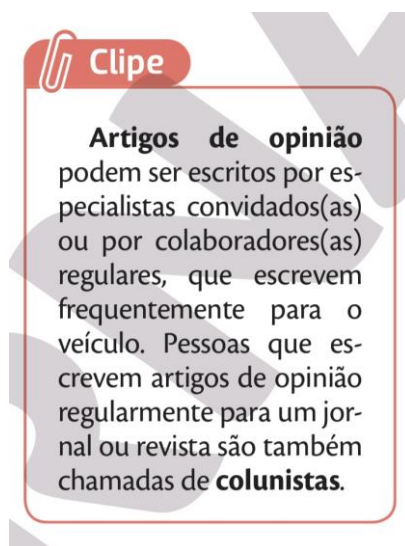 Clipe
Artigos de opinião
podem ser escritos por es-
pecialistas convidados(as)
ou por colaboradores(as)
regulares, que escrevem
frequentemente para o
veículo. Pessoas que es-
crevem artigos de opinião
regularmente para um jor-
nal ou revista são também
chamadas de colunistas.